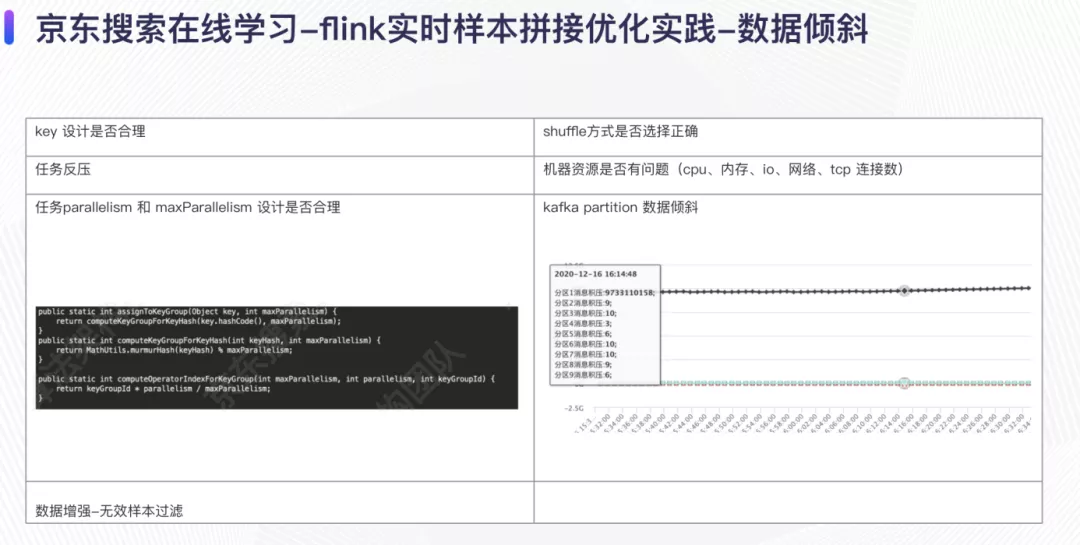 京东搜索在线学习-flink实时样本拼接优化实践-数据倾斜
key 设计是否合理
shuffle方式是否选择正确
任务反压
机器资源是否有问题（cpu、内存、io、网络、tcp 连接数）
任务parallelism 和 maxParallelism 设计是否合理
kafka partition 数据倾斜
public static int assignToKeyGroup(Object key, int maxParallelism) {
return computeKeyGroupForKeyHash(key.hashCode(), maxParallelism);
}
public static int computeKeyGroupForKeyHash(int keyHash, int maxParallelism) {
return MathUtils.murmurHash(keyHash) % maxParallelism;
}
public static int computeOperatorIndexForKeyGroup(int maxParallelism, int parallelism, int keyGroupId) {
return keyGroupId * parallelism / maxParallelism;
}
2020-12-16 16:14:48
分区1消息积压:9733110158;
分区2消息积压:9;
分区3消息积压:10;
分区4消息积压:3;
分区5消息积压:6;
分区6消息积压:10;
分区7消息积压:10;
分区8消息积压:9;
分区9消息积压:6;
-2.5G
数据增强-无效样本过滤